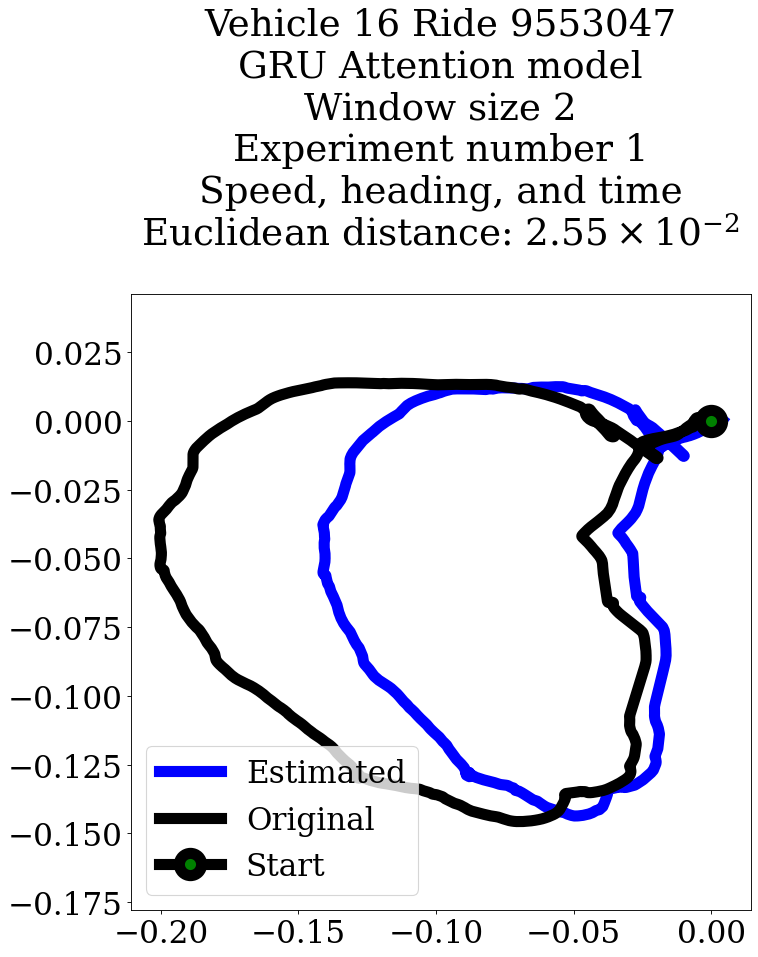 Vehicle 16 Ride 9553047
GRU Attention model
Window size 2
Experiment number 1
Speed, heading, and time
Euclidean distance: 2.55 × 10⁻²
0.025
0.000
−0.025
−0.050
−0.075
−0.100
−0.125
−0.150
−0.175
Estimated
Original
Start
−0.20 −0.15 −0.10 −0.05 0.00